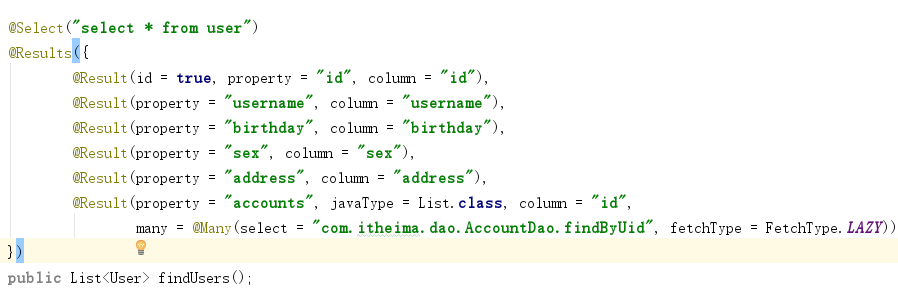 @Select("select * from user")
@Results({
@Result(id = true, property = "id", column = "id"),
@Result(property = "username", column = "username"),
@Result(property = "birthday", column = "birthday"),
@Result(property = "sex", column = "sex"),
@Result(property = "address", column = "address"),
@Result(property = "accounts", javaType = List.class, column = "id",
many = @Many(select = "com.itheima.dao.AccountDao.findByUid", fetchType = FetchType.LAZY))
})
public List<User> findUsers();